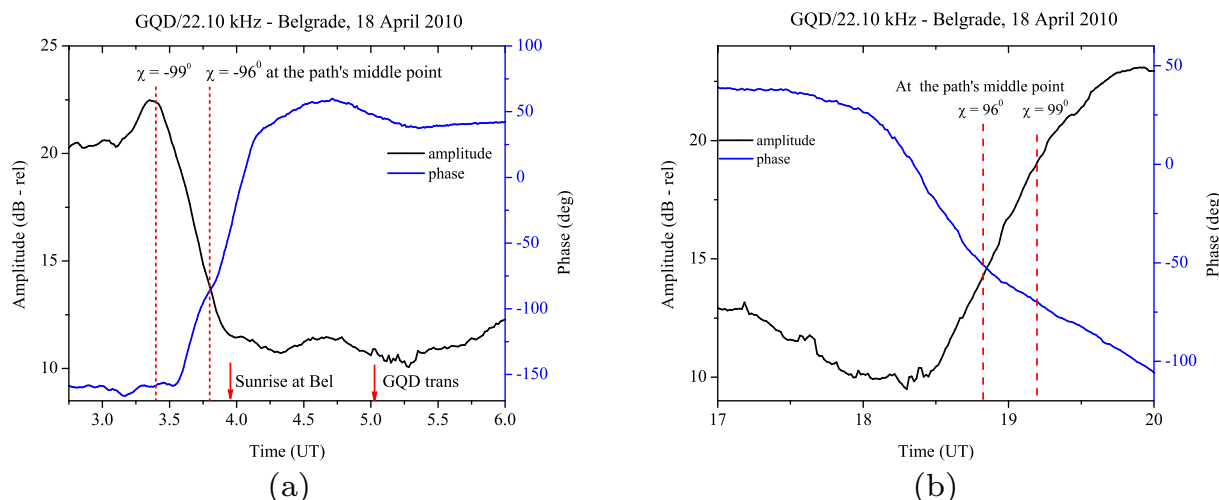 GQD/22.10 kHz - Belgrade, 18 April 2010
χ = -99⁰
χ = -96⁰ at the path's middle point
amplitude
phase
Sunrise at Bel
GQD trans
25
20
15
10
Amplitude (dB - rel)
100
50
0
-50
-100
-150
Phase (deg)
3.0 3.5 4.0 4.5 5.0 5.5 6.0
Time (UT)
(a)
GQD/22.10 kHz - Belgrade, 18 April 2010
At the path's middle point
χ = 96⁰ χ = 99⁰
amplitude
phase
20
15
10
Amplitude (dB - rel)
50
0
-50
-100
Phase (deg)
17 18 19 20
Time (UT)
(b)